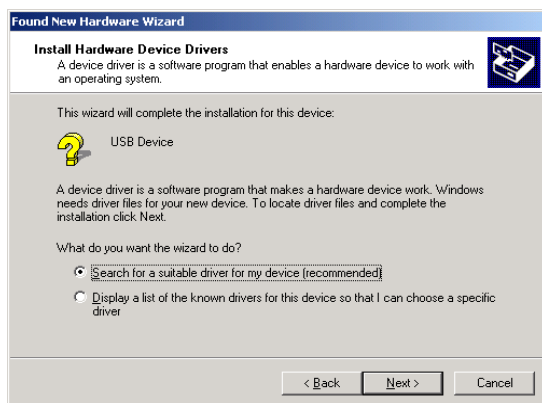 Found New Hardware Wizard
Install Hardware Device Drivers
A device driver is a software program that enables a hardware device to work with
an operating system.
This wizard will complete the installation for this device:
USB Device
A device driver is a software program that makes a hardware device work. Windows
needs driver files for your new device. To locate driver files and complete the
installation click Next.
What do you want the wizard to do?
Search for a suitable driver for my device (recommended)
Display a list of the known drivers for this device so that I can choose a specific
driver
< Back Next > Cancel